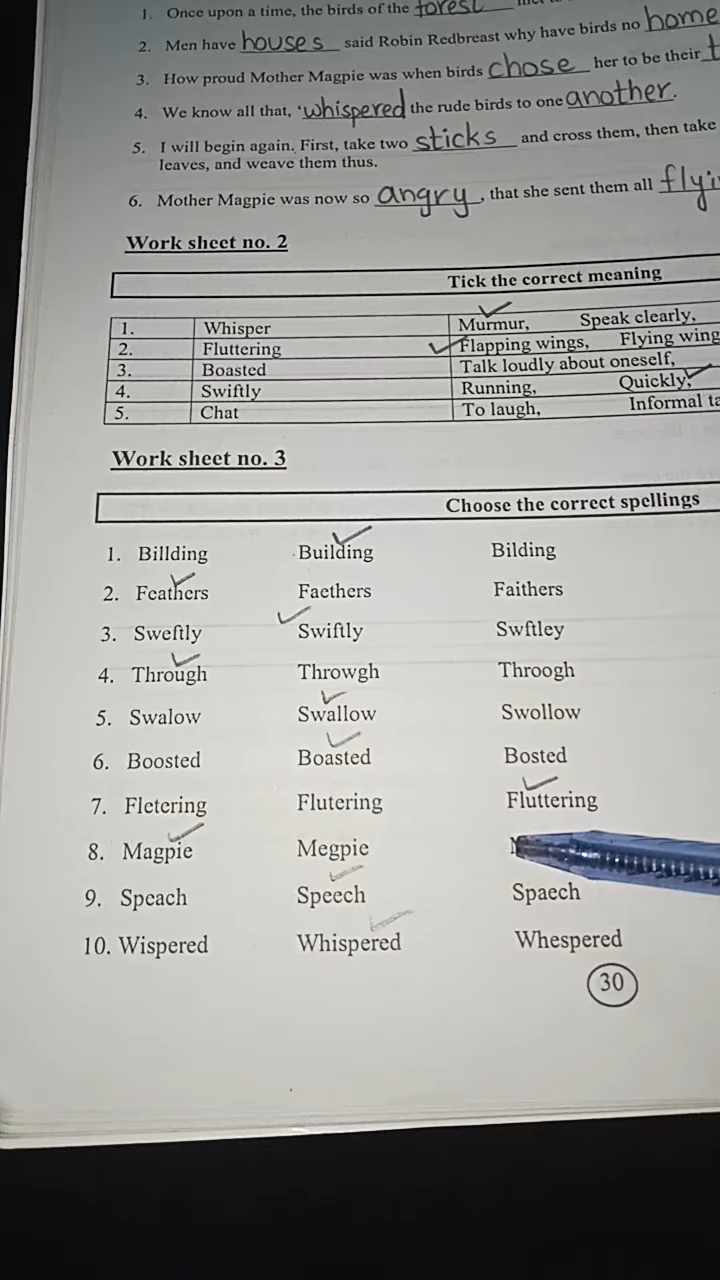 1. Once upon a time, the birds of the forest
2. Men have houses said Robin Redbreast why have birds no home
3. How proud Mother Magpie was when birds chose her to be their
4. We know all that, 'whispered the rude birds to one another.
5. I will begin again. First, take two sticks and cross them, then take
leaves, and weave them thus.
6. Mother Magpie was now so angry, that she sent them all
Work sheet no. 2
Tick the correct meaning
1. Whisper Murmur, Speak clearly,
2. Fluttering Flapping wings, Flying wing
3. Boasted Talk loudly about oneself,
4. Swiftly Running, Quickly,
5. Chat To laugh, Informal
Work sheet no. 3
Choose the correct spellings
1. Billding Building Bilding
2. Feathers Faethers Faithers
3. Sweftly Swiftly Swftley
4. Through Throwgh Throogh
5. Swalow Swallow Swollow
6. Boosted Boasted Bosted
7. Fletering Flutering Fluttering
8. Magpie Megpie
9. Speach Speech Spaech
10. Wispered Whispered Whespered
30